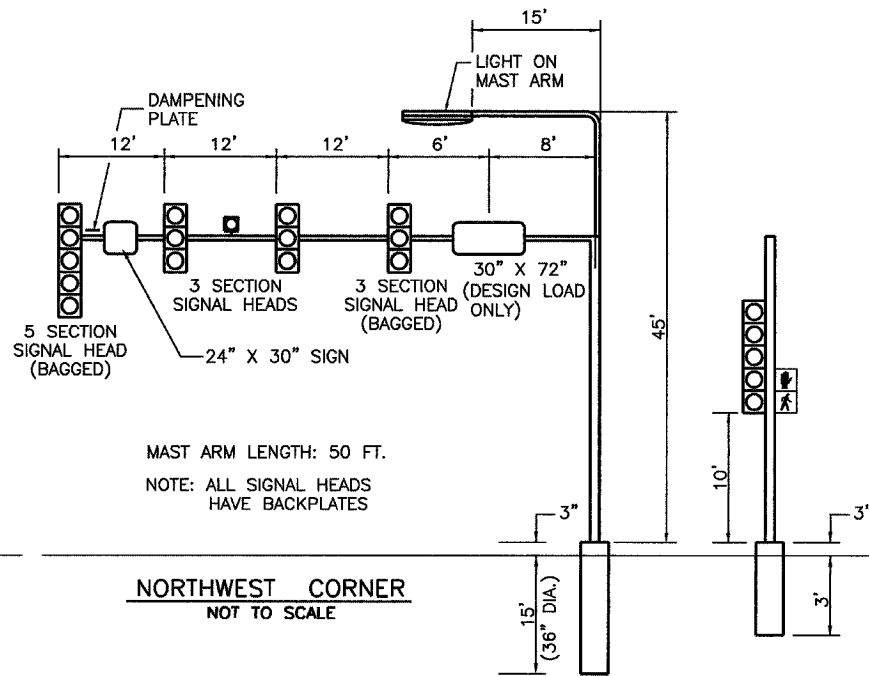 15'
LIGHT ON
MAST ARM
DAMPENING
PLATE
12'
12'
12'
6'
8'
3 SECTION
SIGNAL HEADS
3 SECTION
SIGNAL HEAD
(BAGGED)
30" X 72"
(DESIGN LOAD
ONLY)
5 SECTION
SIGNAL HEAD
(BAGGED)
24" X 30" SIGN
45'
10'
MAST ARM LENGTH: 50 FT.
NOTE: ALL SIGNAL HEADS
HAVE BACKPLATES
3"
3'
NORTHWEST CORNER
NOT TO SCALE
15'
(36" DIA.)
3'